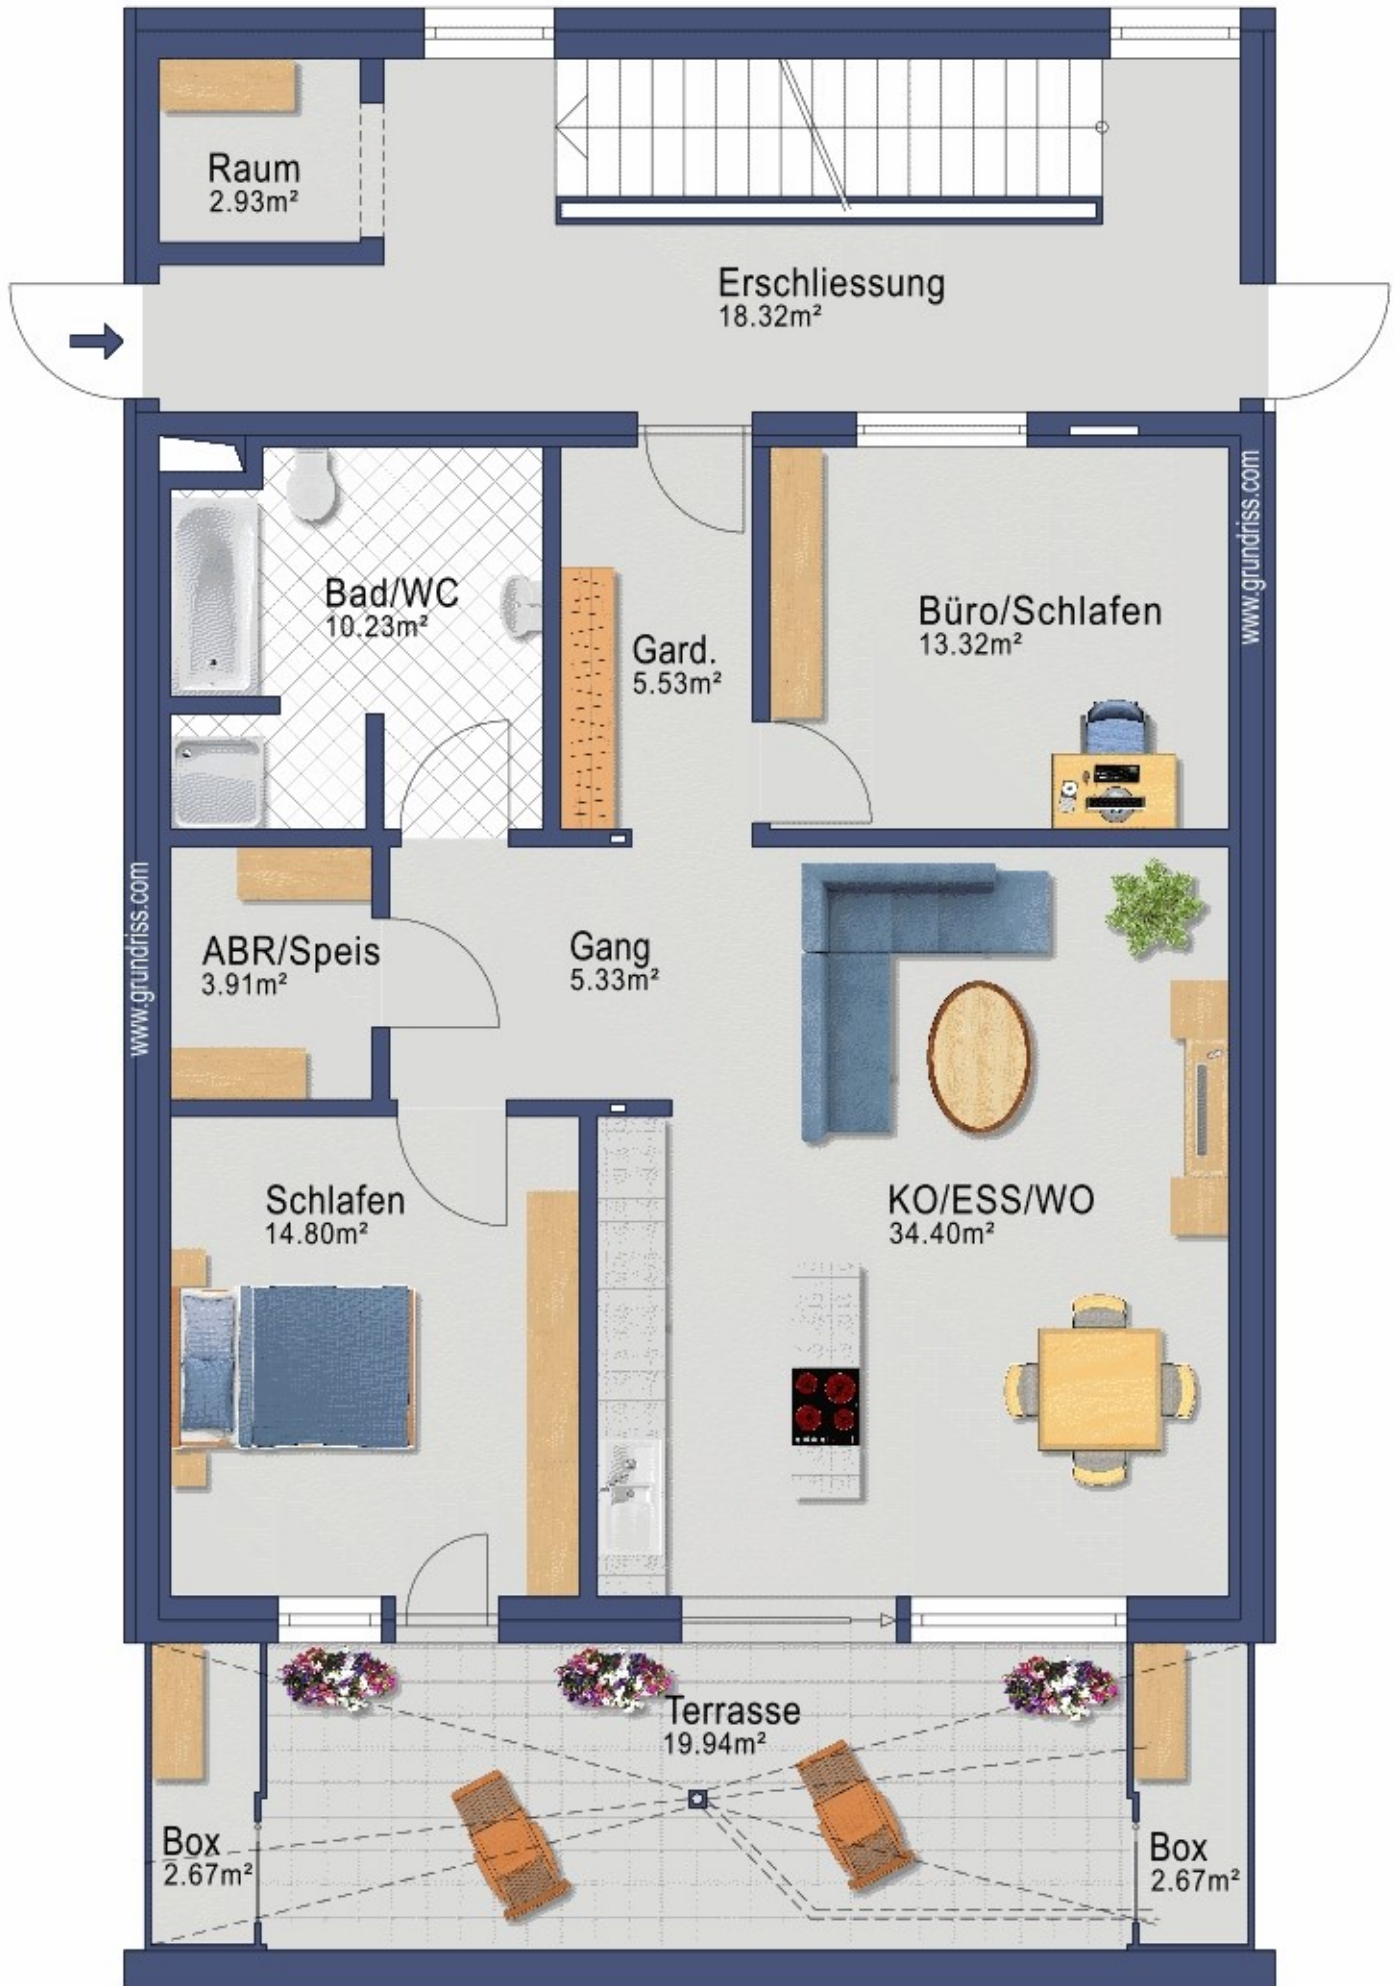 Raum
2.93m²
Erschliessung
18.32m²
www.grundriss.com
Bad/WC
10.23m²
Büro/Schlafen
13.32m²
Gard.
5.53m²
www.grundriss.com
ABR/Speis
3.91m²
Gang
5.33m²
Schlafen
14.80m²
KO/ESS/WO
34.40m²
Terrasse
19.94m²
Box
2.67m²
Box
2.67m²